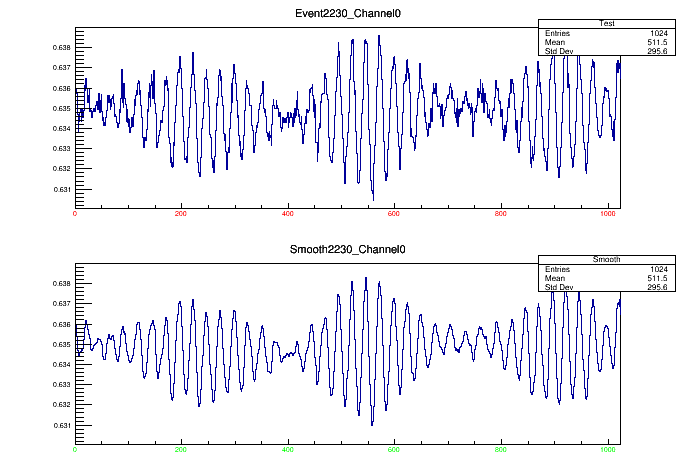 Event2230_Channel0
Test
Entries 1024
Mean 511.5
Std Dev 295.6
0.638
0.637
0.636
0.635
0.634
0.633
0.632
0.631
0 200 400 600 800 1000
Smooth2230_Channel0
Smooth
Entries 1024
Mean 511.5
Std Dev 295.6
0.638
0.637
0.636
0.635
0.634
0.633
0.632
0.631
0 200 400 600 800 1000